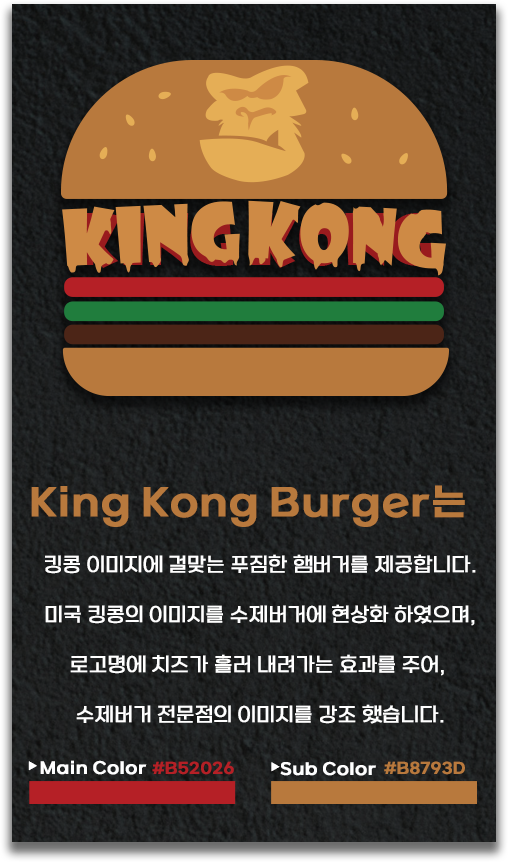 KING KONG
King Kong Burger는
킹콩 이미지에 걸맞는 푸짐한 햄버거를 제공합니다.
미국 킹콩의 이미지를 수제버거에 현상화 하였으며,
로고명에 치즈가 흘러 내려가는 효과를 주어,
수제버거 전문점의 이미지를 강조 했습니다.
▶Main Color #B52026
▶Sub Color #B8793D